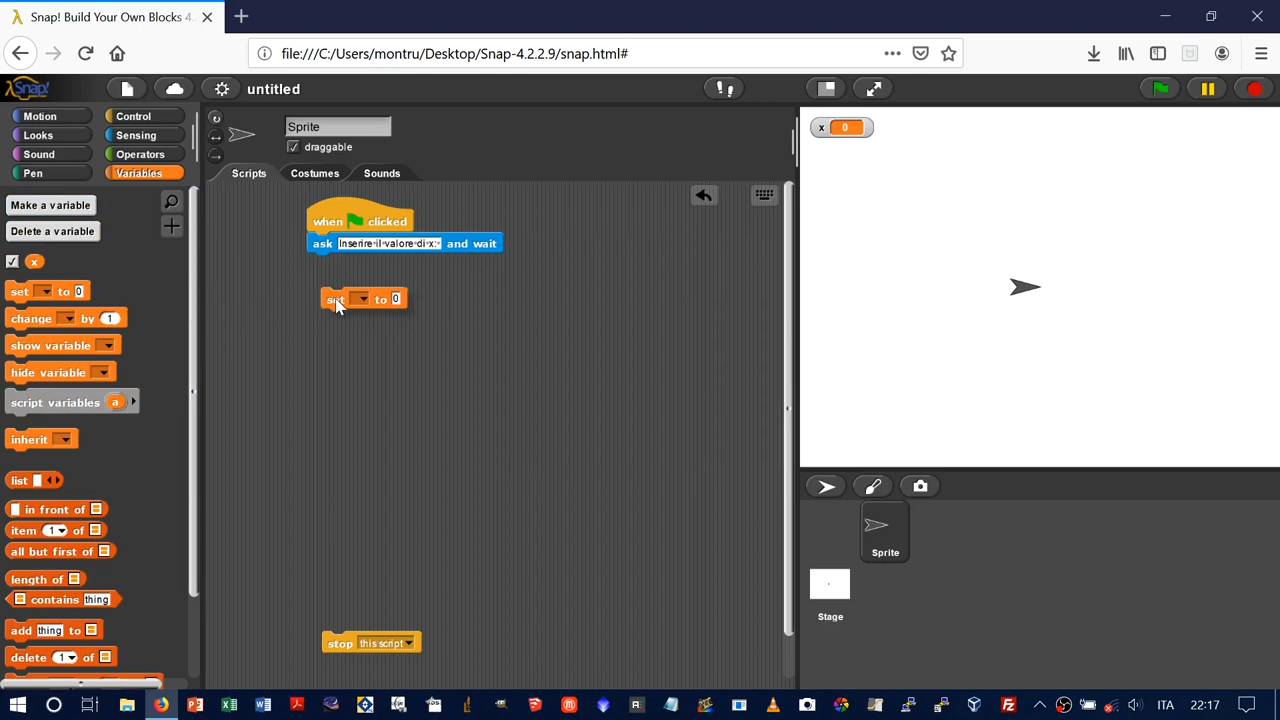 Snap! Build Your Own Blocks 4.
file:///C:/Users/montru/Desktop/Snap-4.2.2.9/snap.html#
Snap!
untitled
Motion
Control
Looks
Sensing
Sound
Operators
Pen
Variables
Make a variable
Delete a variable
x
set to 0
change by 1
show variable
hide variable
script variables a
inherit
list
in front of
item 1 of
all but first of
length of
contains thing
add thing to
delete 1 of
Sprite
draggable
Scripts
Costumes
Sounds
when clicked
ask Inserire il valore di x: and wait
set to 0
stop this script
x 0
Sprite
Stage
ITA
22:17